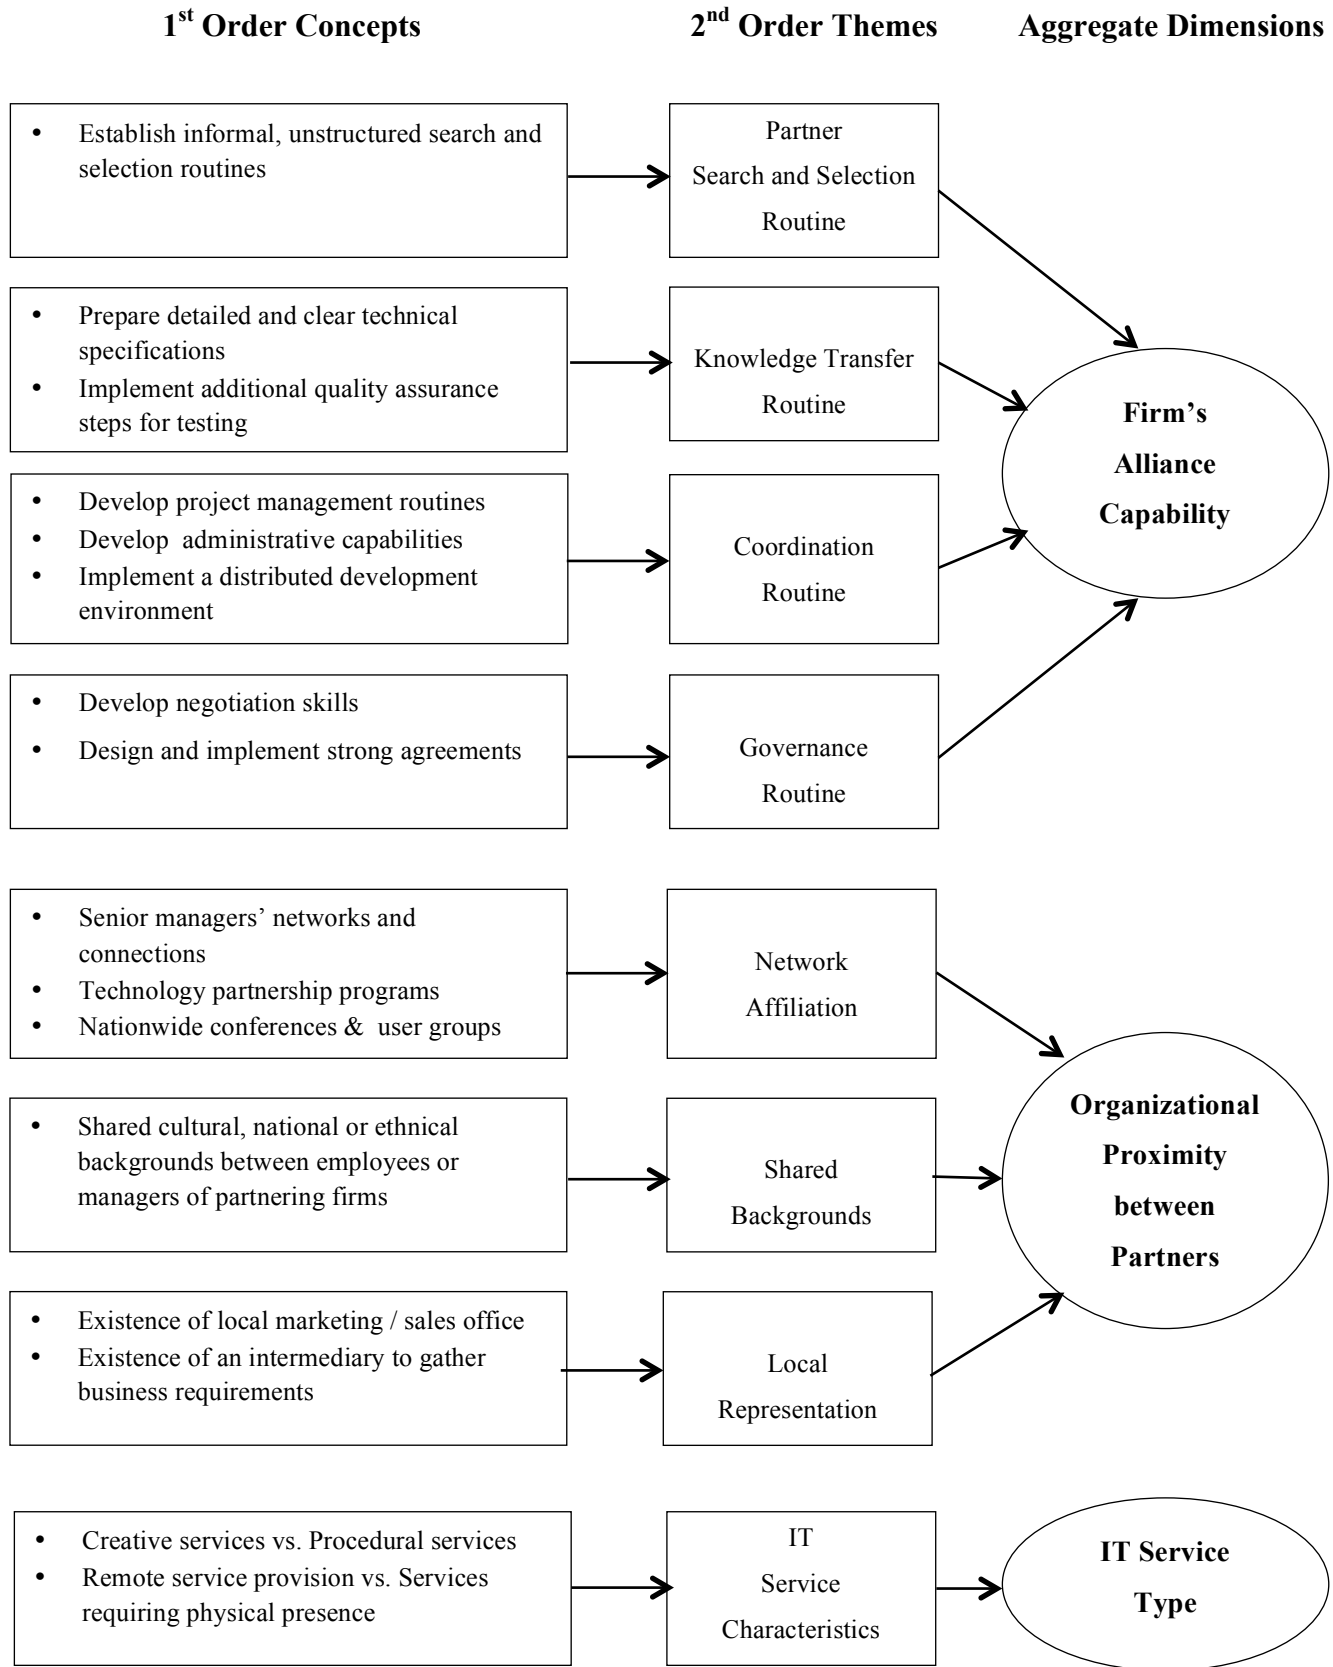 1st Order Concepts
2nd Order Themes
Aggregate Dimensions
• Establish informal, unstructured search and
selection routines
Partner
Search and Selection
Routine
• Prepare detailed and clear technical
specifications
• Implement additional quality assurance
steps for testing
Knowledge Transfer
Routine
• Develop project management routines
• Develop  administrative capabilities
• Implement a distributed development
environment
Coordination
Routine
• Develop negotiation skills
• Design and implement strong agreements
Governance
Routine
Firm’s
Alliance
Capability
• Senior managers’ networks and
connections
• Technology partnership programs
• Nationwide conferences &  user groups
Network
Affiliation
• Shared cultural, national or ethnical
backgrounds between employees or
managers of partnering firms
Shared
Backgrounds
• Existence of local marketing / sales office
• Existence of an intermediary to gather
business requirements
Local
Representation
Organizational
Proximity
between
Partners
• Creative services vs. Procedural services
• Remote service provision vs. Services
requiring physical presence
IT
Service
Characteristics
IT Service
Type